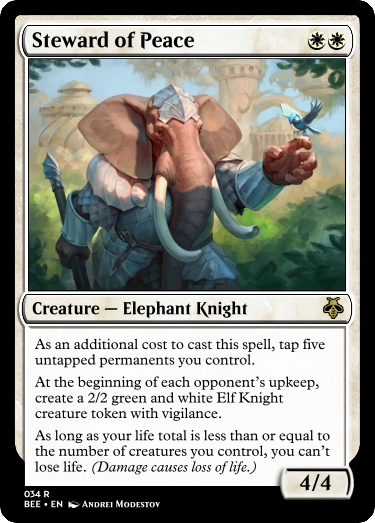 Steward of Peace
Creature — Elephant Knight
As an additional cost to cast this spell, tap five
untapped permanents you control.
At the beginning of each opponent's upkeep,
create a 2/2 green and white Elf Knight
creature token with vigilance.
As long as your life total is less than or equal to
the number of creatures you control, you can't
lose life. (Damage causes loss of life.)
4/4
034 R
BEE • EN Andrei Modestov